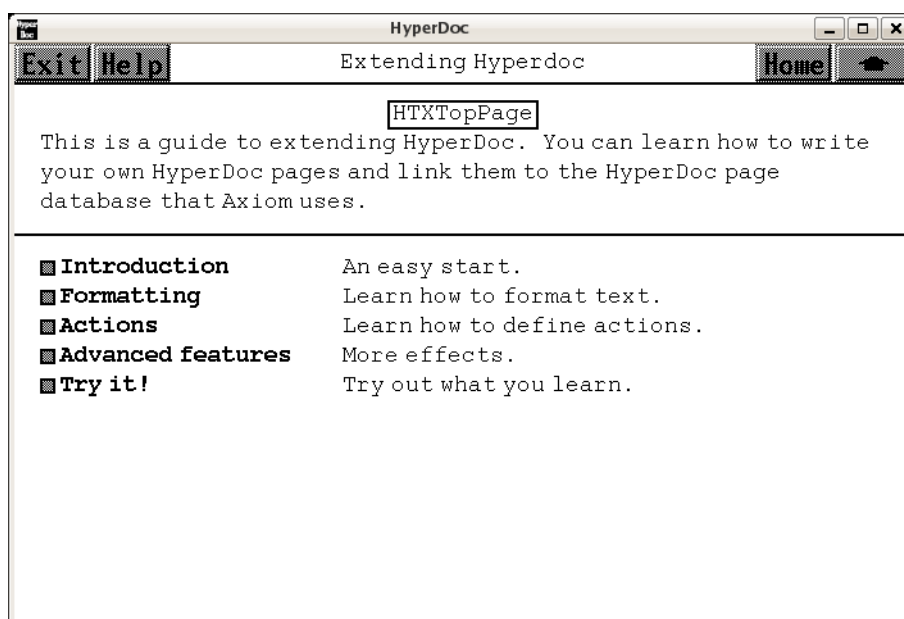 Hyper Doc
HyperDoc
Exit Help Extending Hyperdoc Home
HTXTopPage
This is a guide to extending HyperDoc. You can learn how to write
your own HyperDoc pages and link them to the HyperDoc page
database that Axiom uses.
Introduction An easy start.
Formatting Learn how to format text.
Actions Learn how to define actions.
Advanced features More effects.
Try it! Try out what you learn.